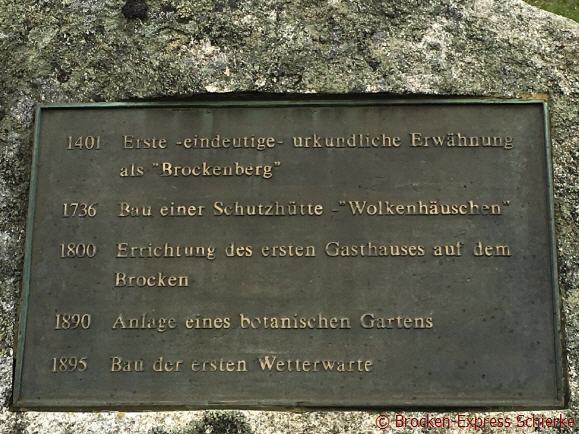 1401 Erste -eindeutige- urkundliche Erwähnung
als "Brockenberg"
1736 Bau einer Schutzhütte -"Wolkenhäuschen"
1800 Errichtung des ersten Gasthauses auf dem
Brocken
1890 Anlage eines botanischen Gartens
1895 Bau der ersten Wetterwarte
© Brocken-Express Schierke